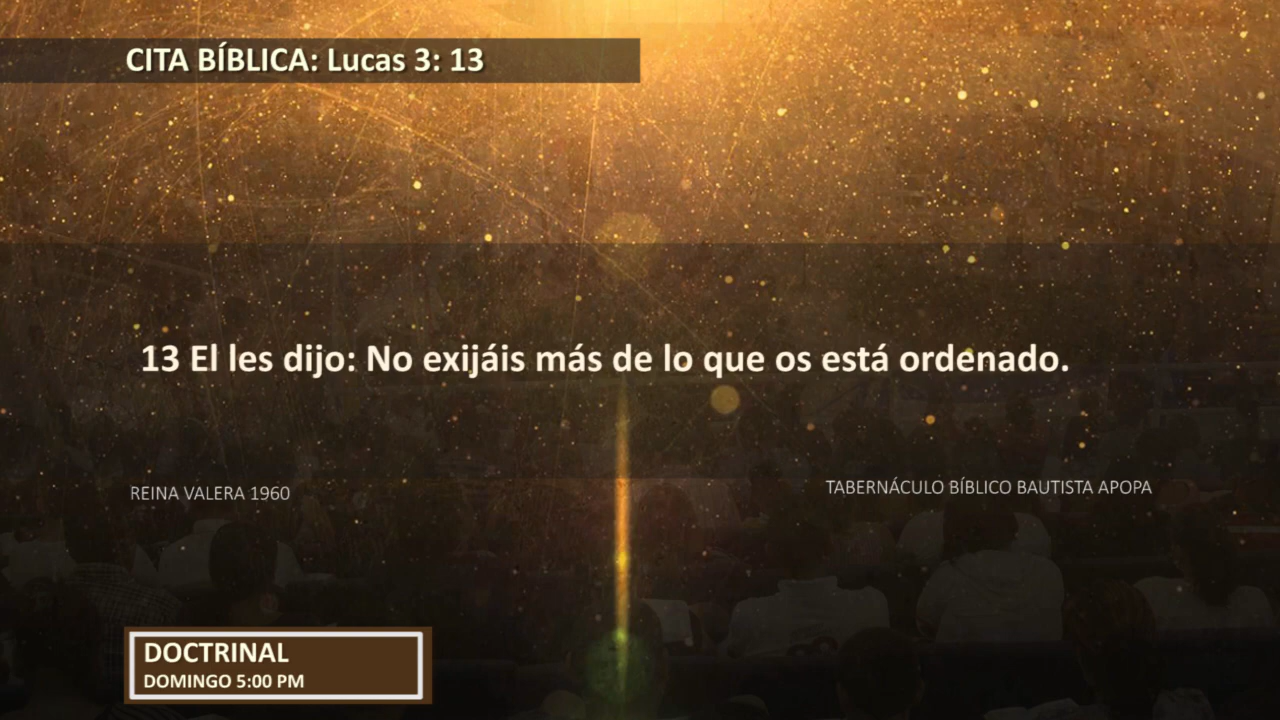 CITA BÍBLICA: Lucas 3: 13
13 El les dijo: No exijáis más de lo que os está ordenado.
REINA VALERA 1960
TABERNÁCULO BÍBLICO BAUTISTA APOPA
DOCTRINAL
DOMINGO 5:00 PM